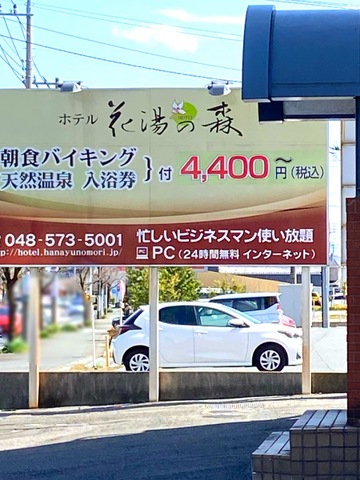 ホテル 花湯の森
朝食バイキング
天然温泉 入浴券 } 付 4,400~円(税込)
048-573-5001 忙しいビジネスマン使い放題
http://hotel.hanayunomori.jp/ PC(24時間無料 インターネット)